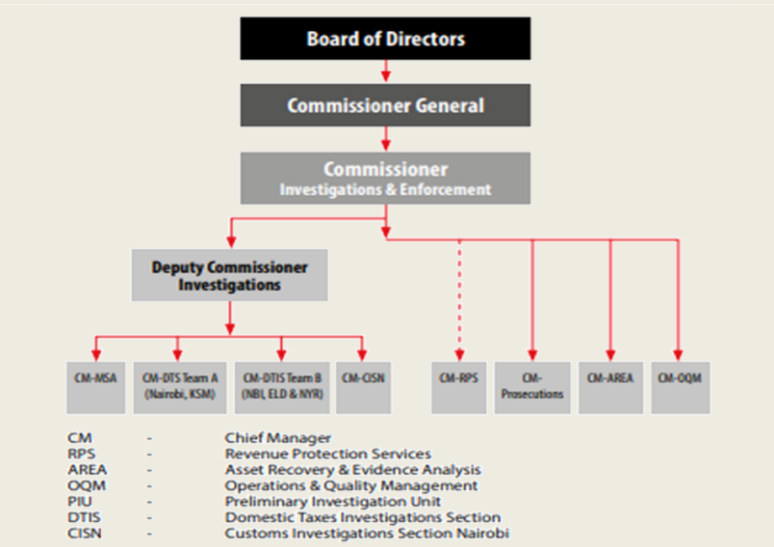 Board of Directors
Commissioner General
Commissioner
Investigations & Enforcement
Deputy Commissioner
Investigations
CM-MSA
CM-DTS Team A
(Nairobi, KSM)
CM-DTIS Team B
(NBI, ELD & NYR)
CM-CISN
CM-RPS
CM-
Prosecutions
CM-AREA
CM-OQM
CM - Chief Manager
RPS - Revenue Protection Services
AREA - Asset Recovery & Evidence Analysis
OQM - Operations & Quality Management
PIU - Preliminary Investigation Unit
DTIS - Domestic Taxes Investigations Section
CISN - Customs Investigations Section Nairobi